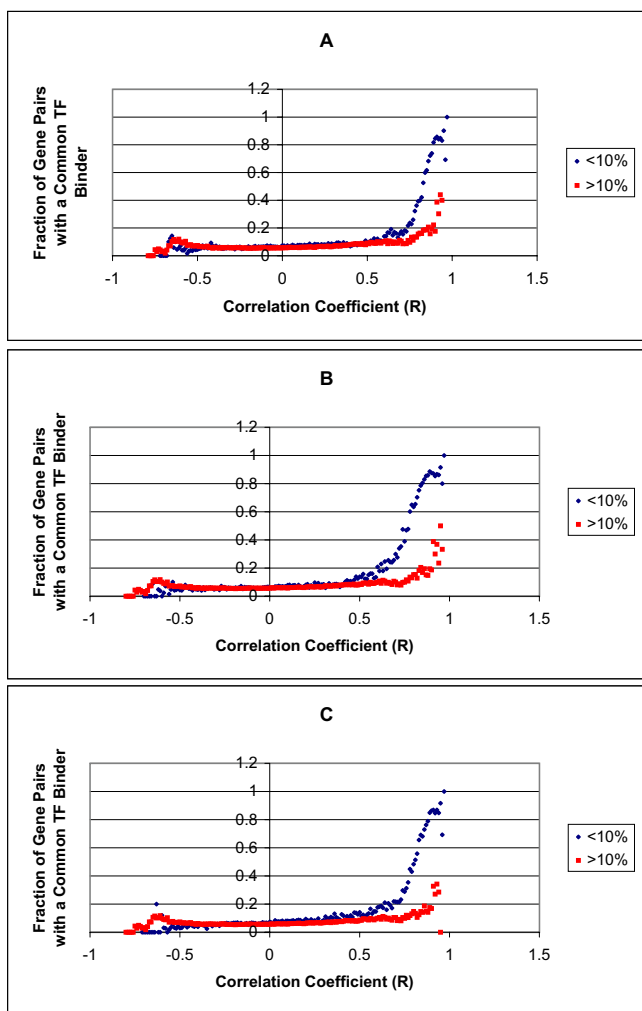 A
Fraction of Gene Pairs
with a Common TF
Binder
1.2
1
0.8
0.6
0.4
0.2
0
-1 -0.5 0 0.5 1 1.5
Correlation Coefficient (R)
<10%
>10%
B
Fraction of Gene Pairs
with a Common TF Binder
1.2
1
0.8
0.6
0.4
0.2
0
-1 -0.5 0 0.5 1 1.5
Correlation Coefficient (R)
<10%
>10%
C
Fraction of Gene Pairs
with a Common TF Binder
1.2
1
0.8
0.6
0.4
0.2
0
-1 -0.5 0 0.5 1 1.5
Correlation Coefficient (R)
<10%
>10%